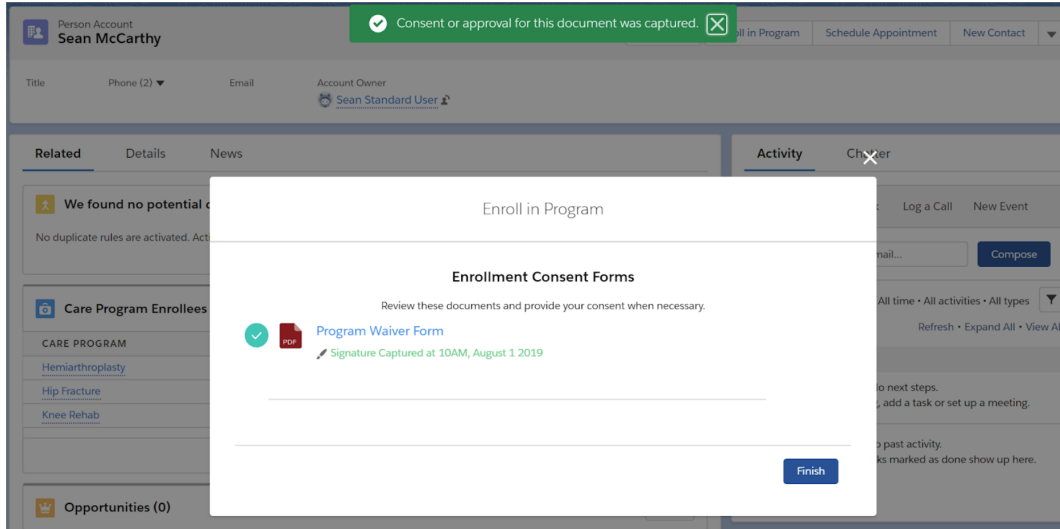 Person Account
Sean McCarthy
Consent or approval for this document was captured.
in Program
Schedule Appointment
New Contact
Title
Phone (2)
Email
Account Owner
Sean Standard User
Related
Details
News
Activity
We found no potential
No duplicate rules are activated.
Log a Call
New Event
Compose
Enroll in Program
Enrollment Consent Forms
Review these documents and provide your consent when necessary.
PDF
Program Waiver Form
Signature Captured at 10AM, August 1 2019
Finish
Care Program Enrollees
CARE PROGRAM
Hemiarthroplasty
Hip Fracture
Knee Rehab
Opportunities (0)
All time • All activities • All types
Refresh • Expand All • View
next steps.
, add a task or set up a meeting.
past activity.
marked as done show up here.